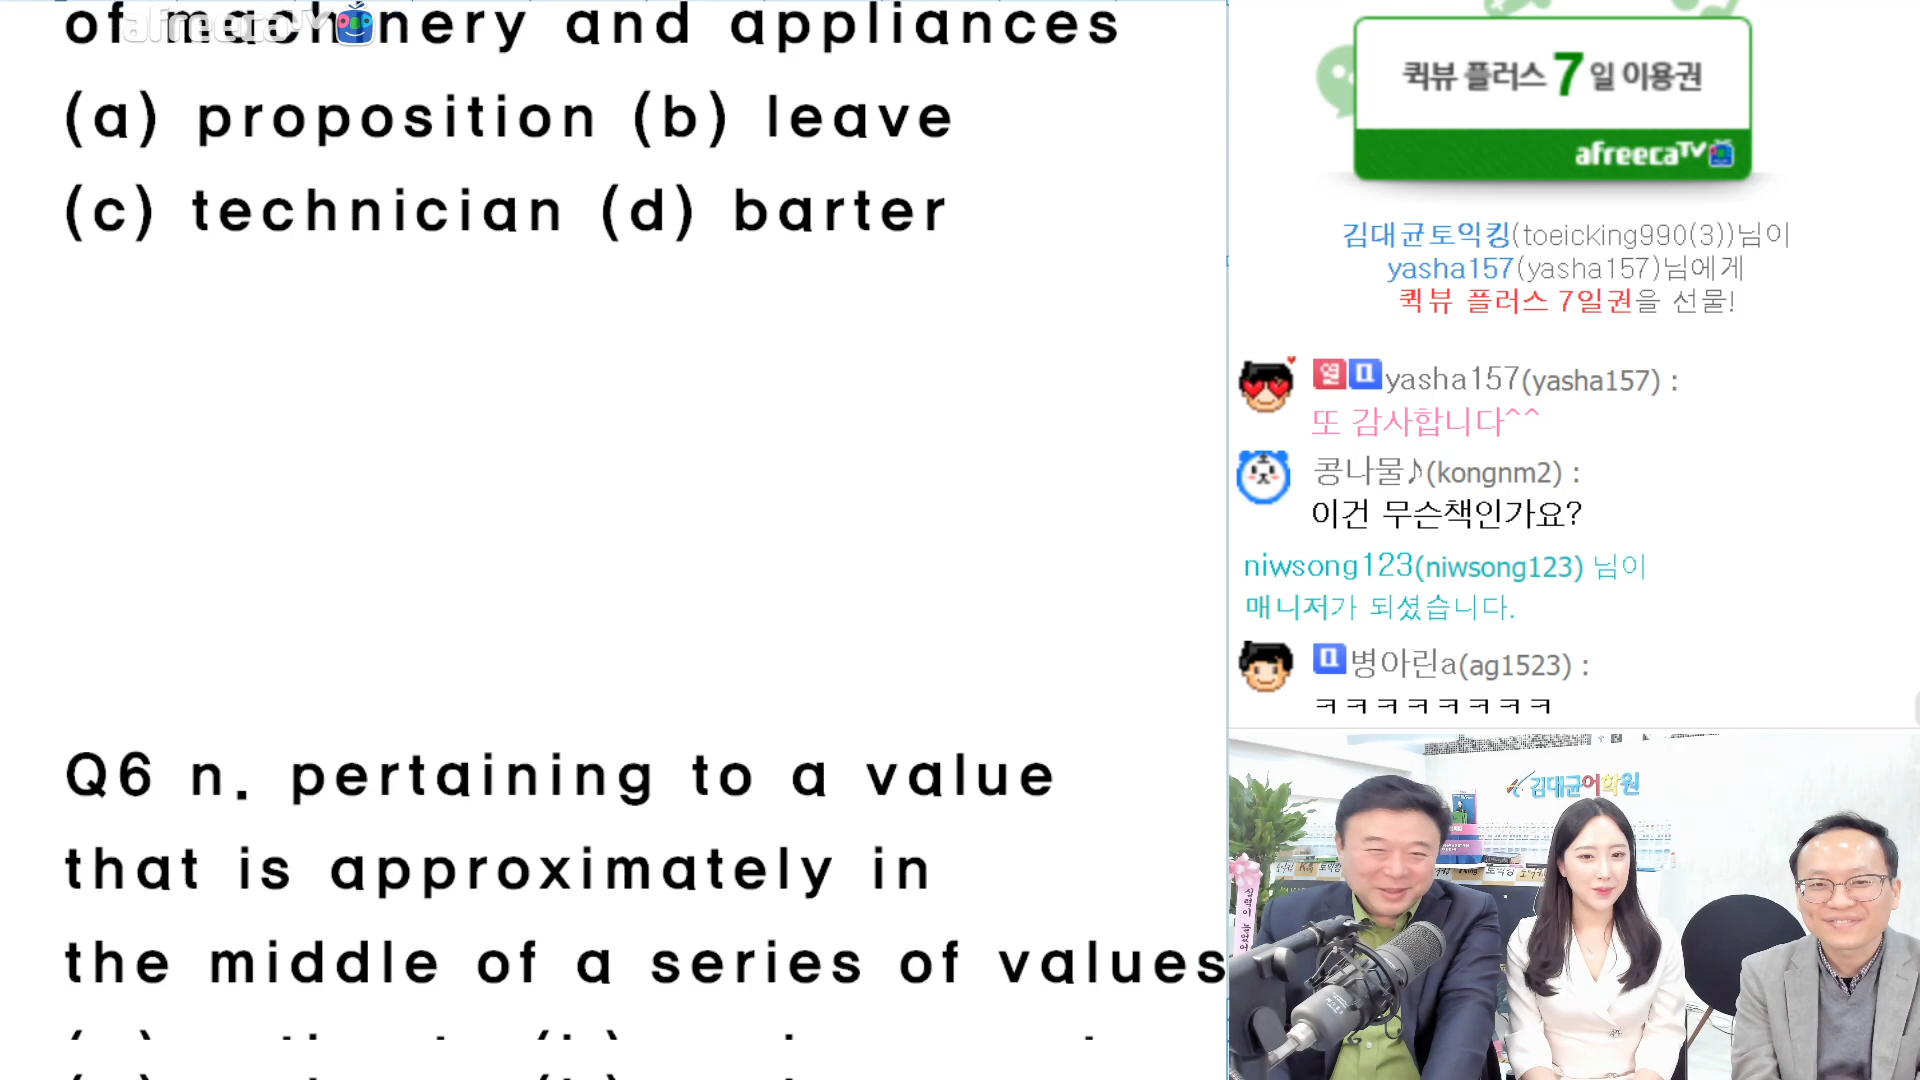 afreecaTV
of machinery and appliances
(a) proposition (b) leave
(c) technician (d) barter
Q6 n. pertaining to a value
that is approximately in
the middle of a series of values
퀵뷰 플러스 7일 이용권
afreecaTV
김대균토익킹(toeicking990(3))님이
yasha157(yasha157)님에게
퀵뷰 플러스 7일권을 선물!
열 yasha157(yasha157) :
또 감사합니다^^
콩나물♪(kongnm2) :
이건 무슨책인가요?
niwsong123(niwsong123) 님이
매니저가 되셨습니다.
병아린a(ag1523) :
ㅋㅋㅋㅋㅋㅋㅋㅋ
김대균어학원